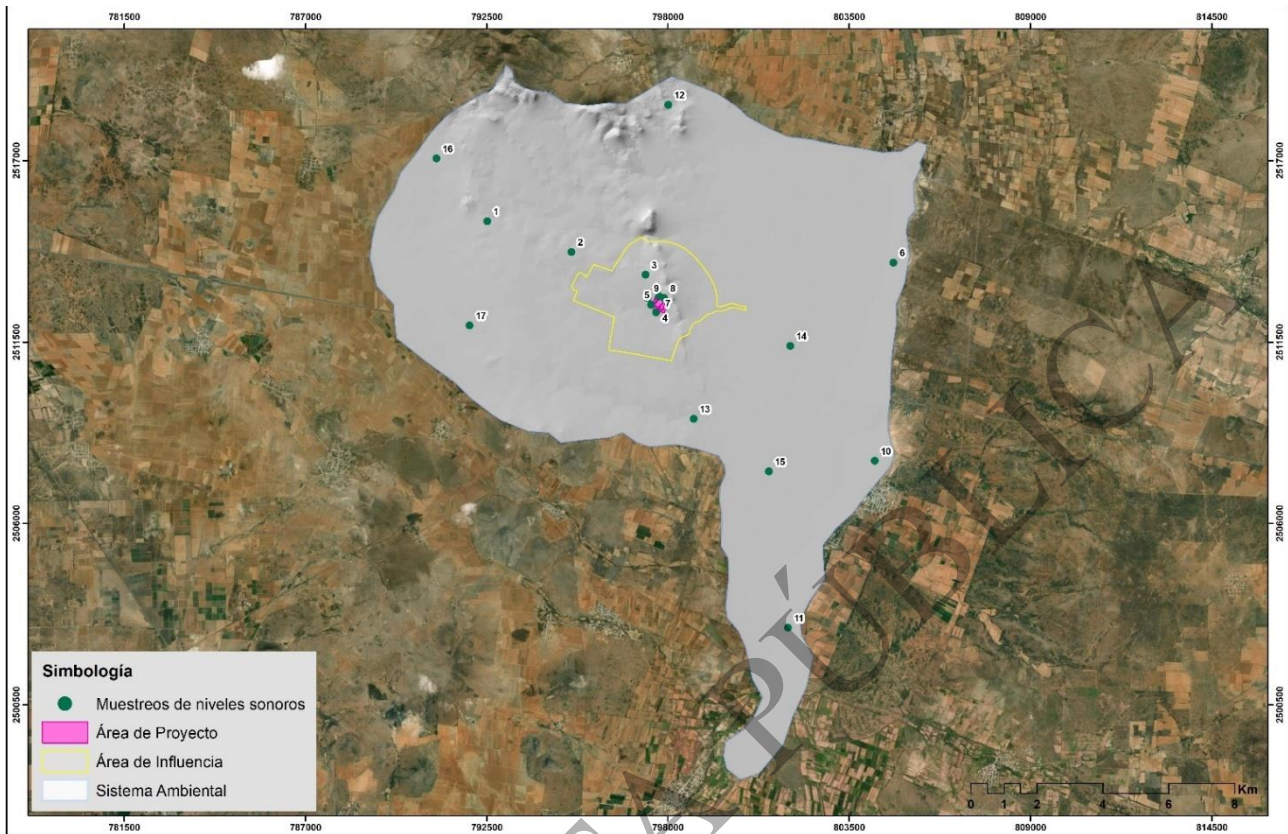 781500 787000 792500 798000 803500 809000 814500
12
2517000 16 2517000
1
2
6
3
9 8
5 7
4
17
2511500 14 2511500
13
15 10
2506000 2506000
11
Simbología
Muestreos de niveles sonoros
2500500 2500500
Área de Proyecto
Área de Influencia
Sistema Ambiental
Km
0 1 2 4 6 8
781500 787000 792500 798000 803500 809000 814500